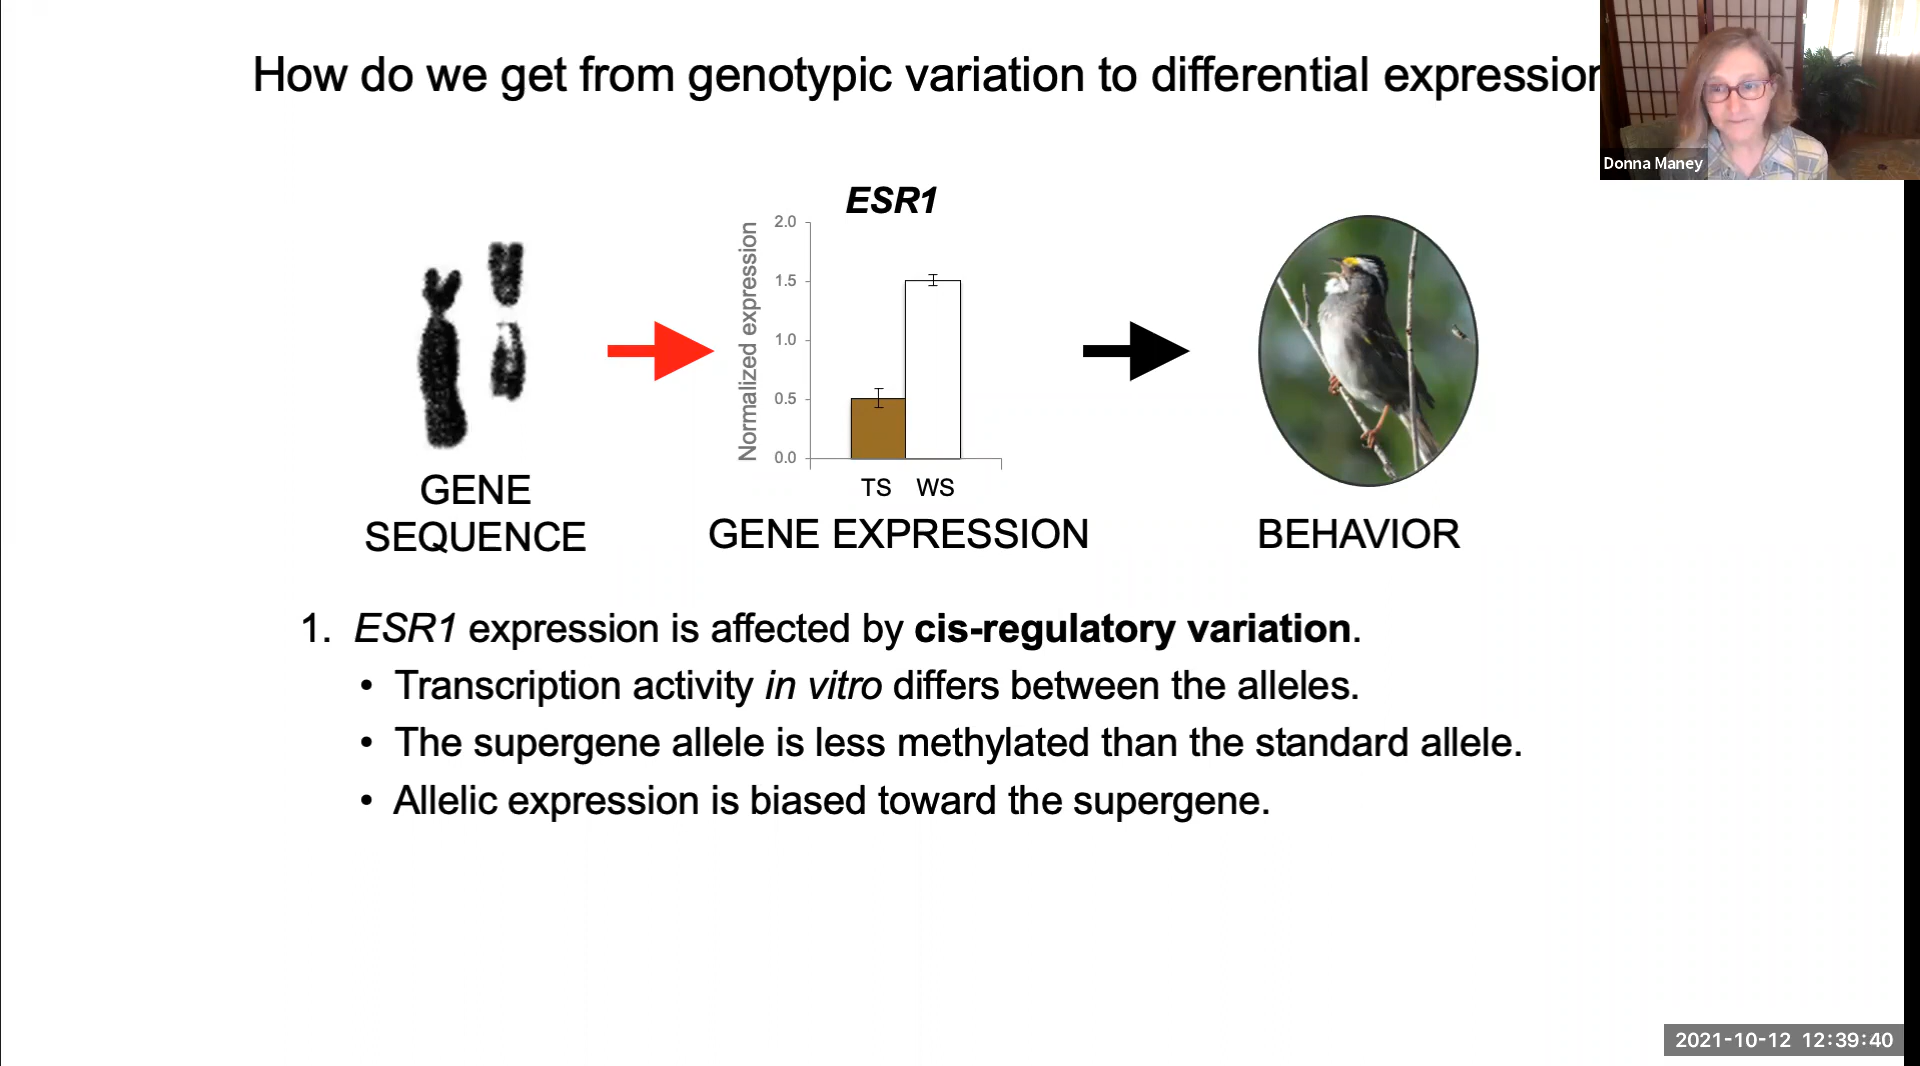 How do we get from genotypic variation to differential expression
Donna Maney
ESR1
Normalized expression
2.0
1.5
1.0
0.5
0.0
TS WS
GENE
SEQUENCE
GENE EXPRESSION
BEHAVIOR
1. ESR1 expression is affected by cis-regulatory variation.
• Transcription activity in vitro differs between the alleles.
• The supergene allele is less methylated than the standard allele.
• Allelic expression is biased toward the supergene.
2021-10-12 12:39:40